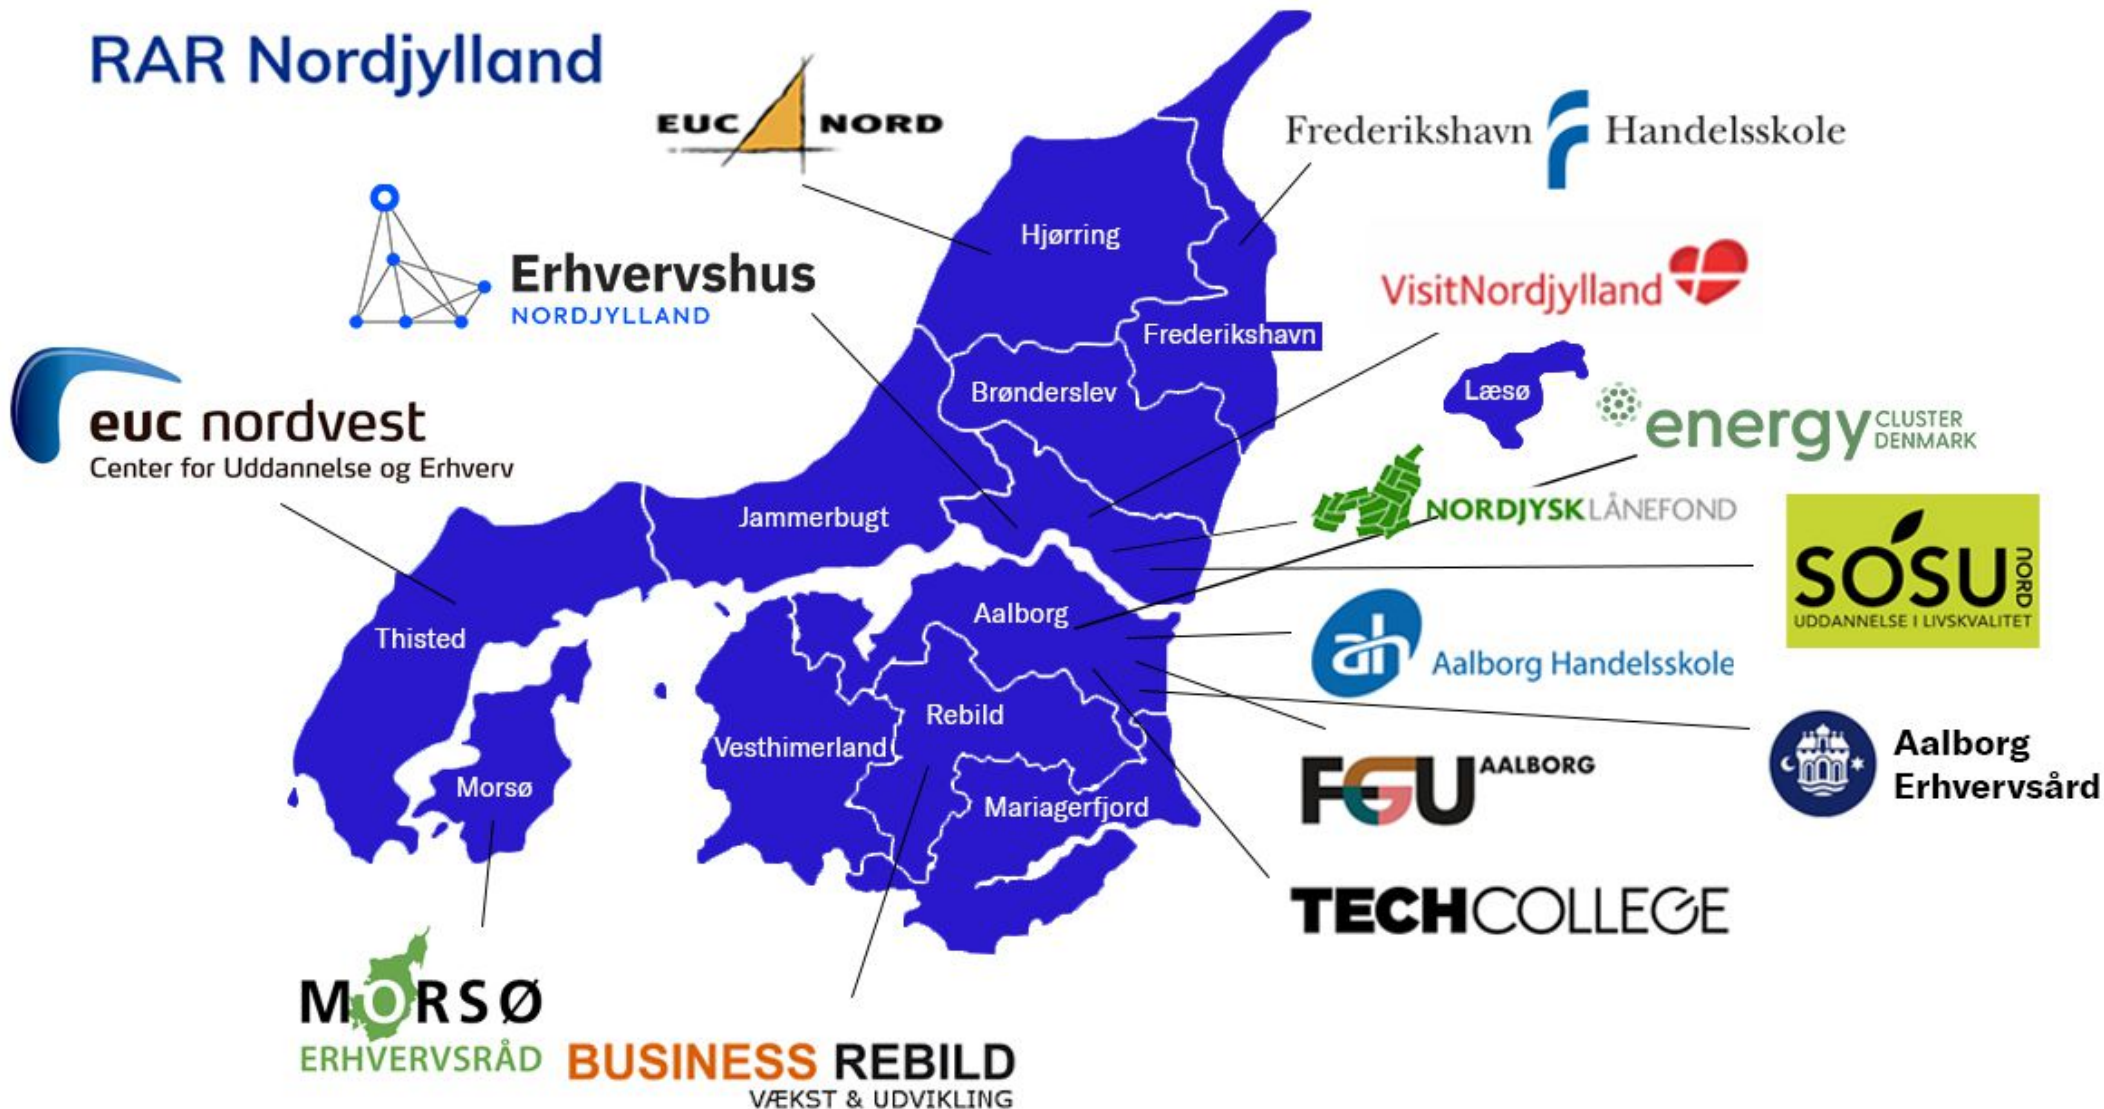 RAR Nordjylland
EUC NORD
Frederikshavn Handelsskole
Hjørring
Erhvervshus
NORDJYLLAND
VisitNordjylland
Frederikshavn
Brønderslev
Læsø
euc nordvest
Center for Uddannelse og Erhverv
energy CLUSTER
DENMARK
Jammerbugt
NORDJYSK LÅNEFOND
SOSU NORD
UDDANNELSE I LIVSKVALITET
Thisted
Aalborg
ah Aalborg Handelsskole
Rebild
Vesthimerland
Aalborg
Erhvervsård
Morsø
Mariagerfjord
FGU AALBORG
TECHCOLLEGE
MORSØ
ERHVERVSRÅD
BUSINESS REBILD
VÆKST & UDVIKLING